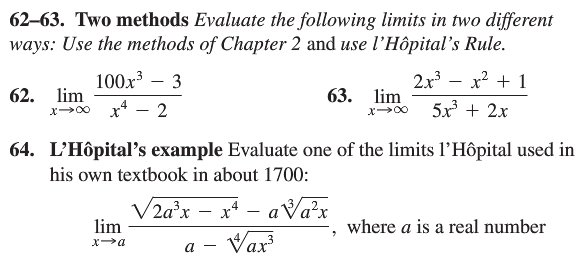 62–63. Two methods Evaluate the following limits in two different
ways: Use the methods of Chapter 2 and use l'Hôpital's Rule.
62. lim x→∞ (100x³ − 3)/(x⁴ − 2) 63. lim x→∞ (2x³ − x² + 1)/(5x³ + 2x)
64. L'Hôpital's example Evaluate one of the limits l'Hôpital used in
his own textbook in about 1700:
lim x→a (√(2a³x − x⁴) − a∛(a²x))/(a − ∜(ax³)), where a is a real number